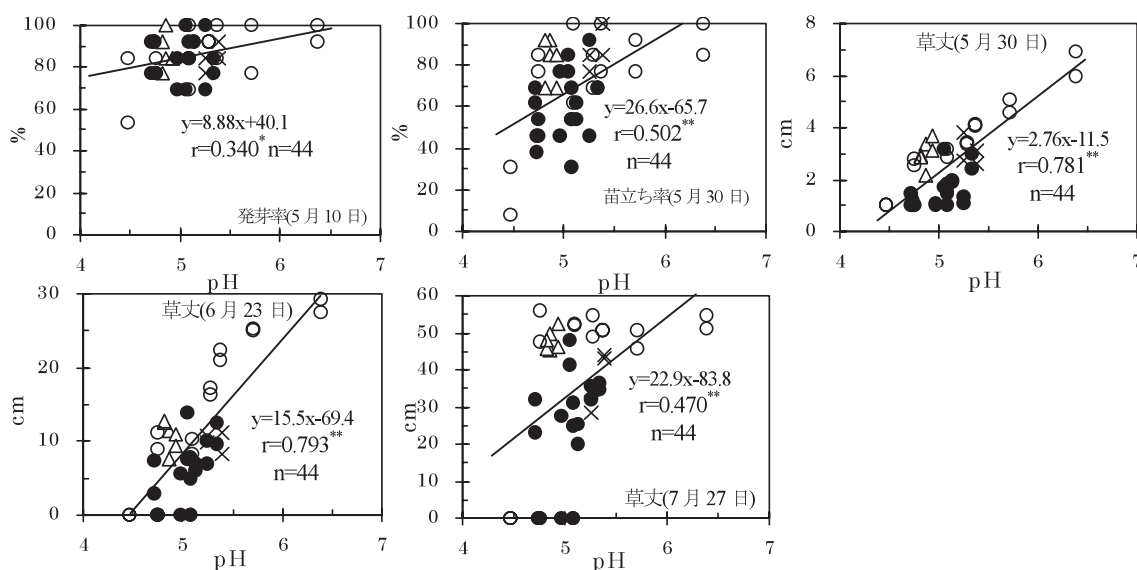 100
80
60
40
20
0
%
y=8.88x+40.1
r=0.340* n=44
発芽率(5月10日)
4 5 6 7
pH
100
80
60
40
20
0
%
y=26.6x-65.7
r=0.502**
n=44
苗立ち率(5月30日)
4 5 6 7
pH
8
6
4
2
0
cm
草丈(5月30日)
y=2.76x-11.5
r=0.781**
n=44
4 5 6 7
pH
30
20
10
0
cm
草丈(6月23日)
y=15.5x-69.4
r=0.793**
n=44
4 5 6 7
pH
60
50
40
30
20
10
0
cm
y=22.9x-83.8
r=0.470**
n=44
草丈(7月27日)
4 5 6 7
pH